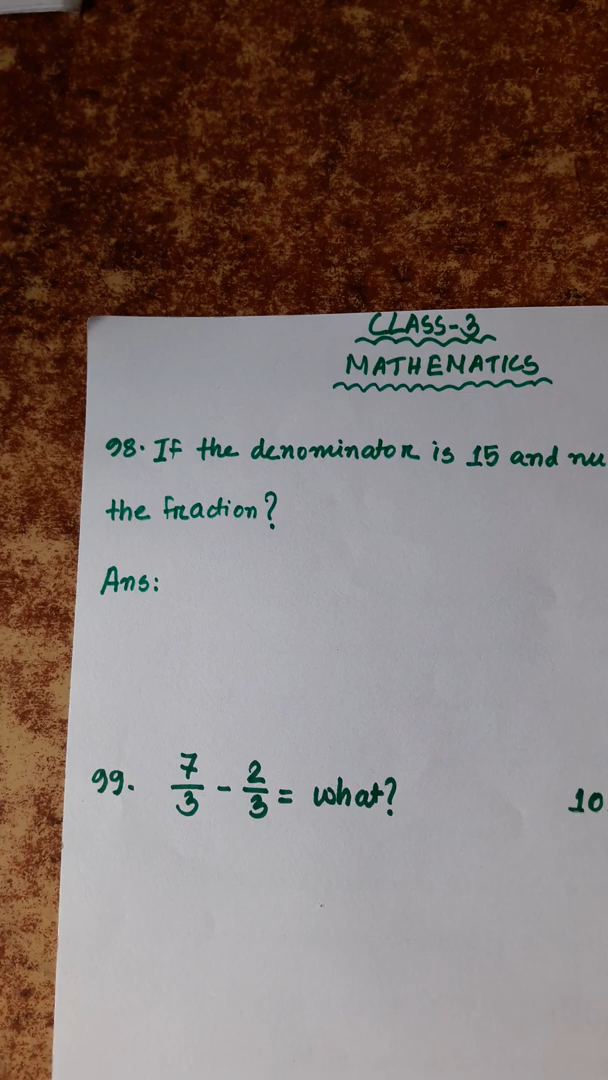 CLASS-3
MATHEMATICS
98. If the denominator is 15 and nu
the fraction?
Ans:
99. 7/3 - 2/3 = what?
10